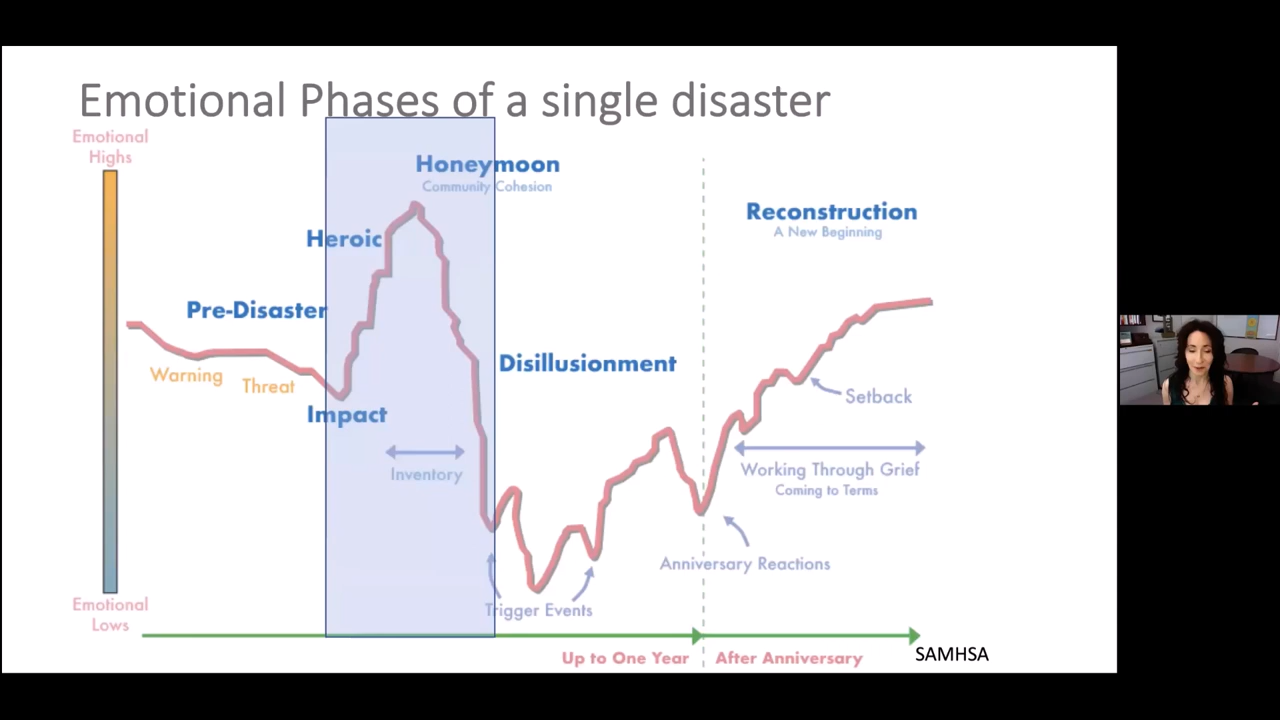 Emotional Phases of a single disaster
Emotional
Highs
Honeymoon
Community Cohesion
Reconstruction
A New Beginning
Heroic
Pre-Disaster
Disillusionment
Warning
Threat
Impact
Setback
Inventory
Working Through Grief
Coming to Terms
Anniversary Reactions
Trigger Events
Emotional
Lows
Up to One Year
After Anniversary
SAMHSA